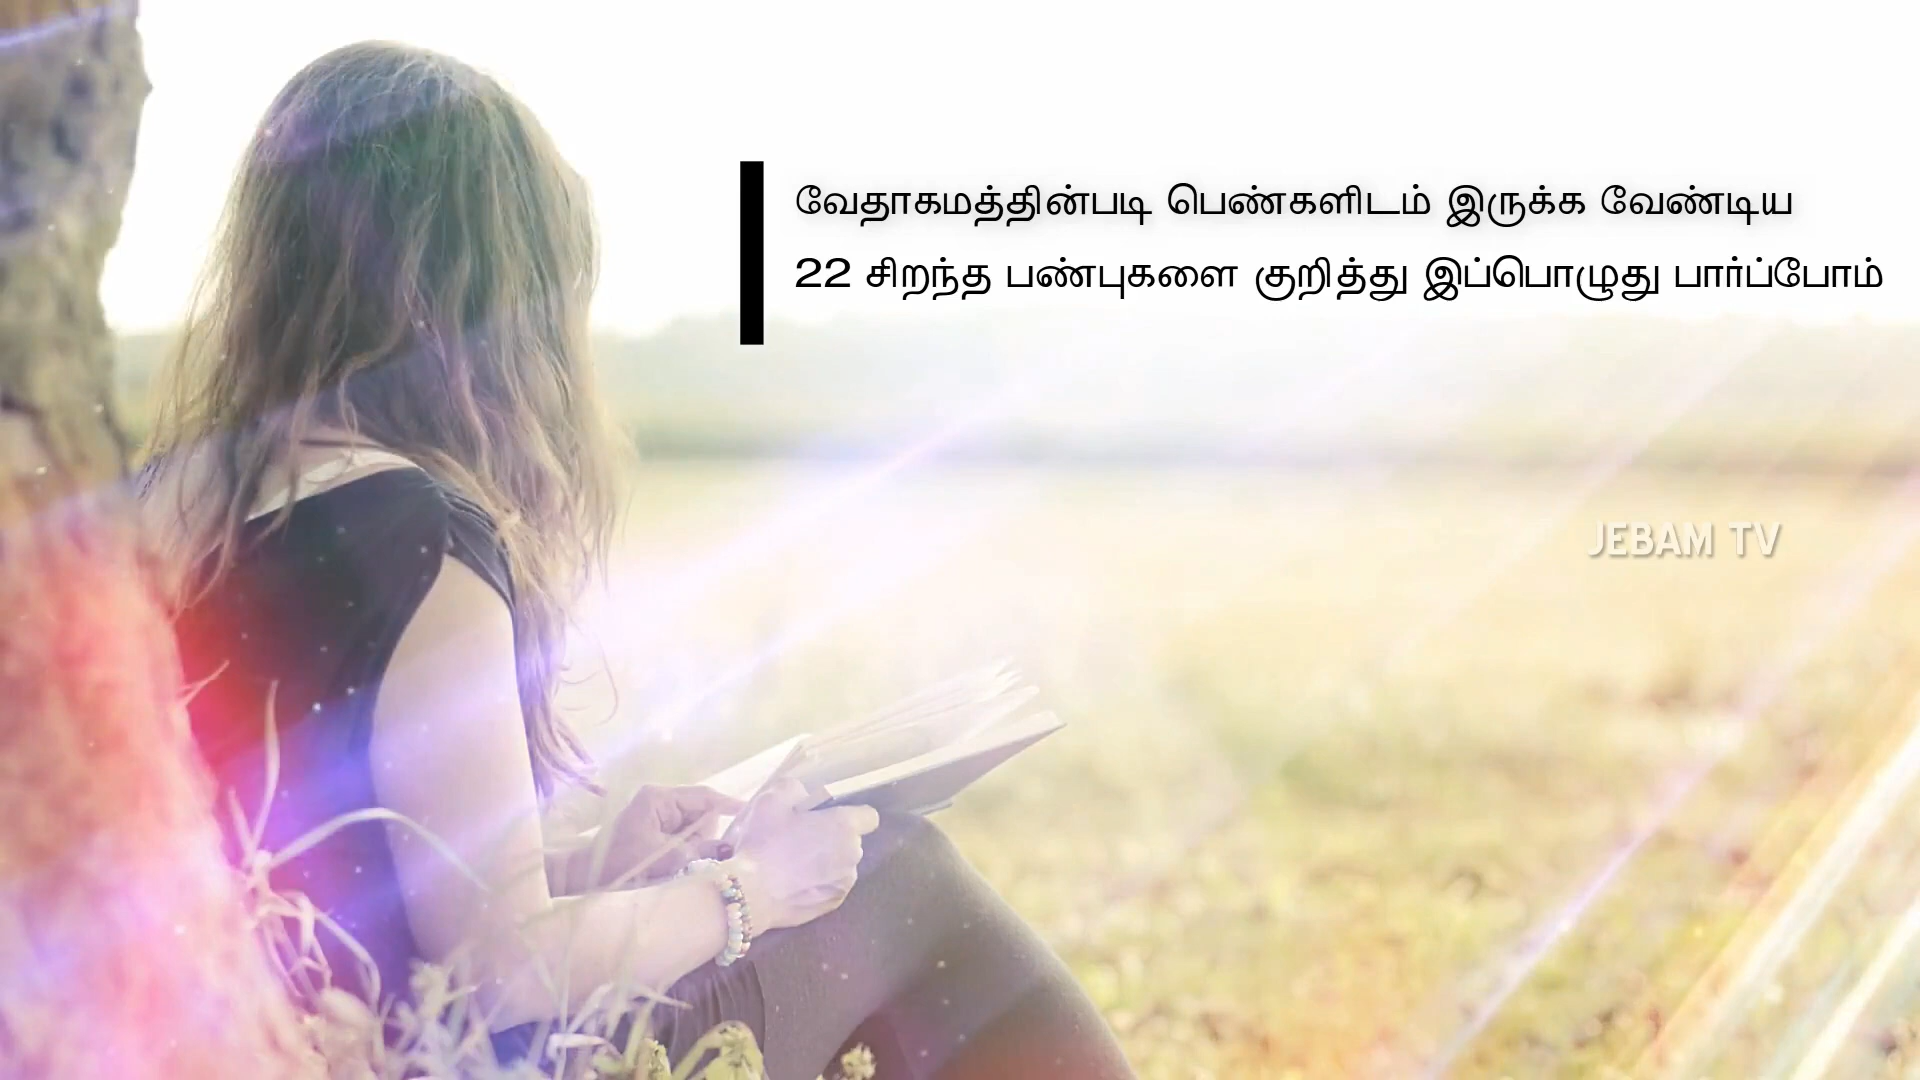 வேதாகமத்தின்படி பெண்களிடம் இருக்க வேண்டிய
22 சிறந்த பண்புகளை குறித்து இப்பொழுது பார்ப்போம்
JEBAM TV